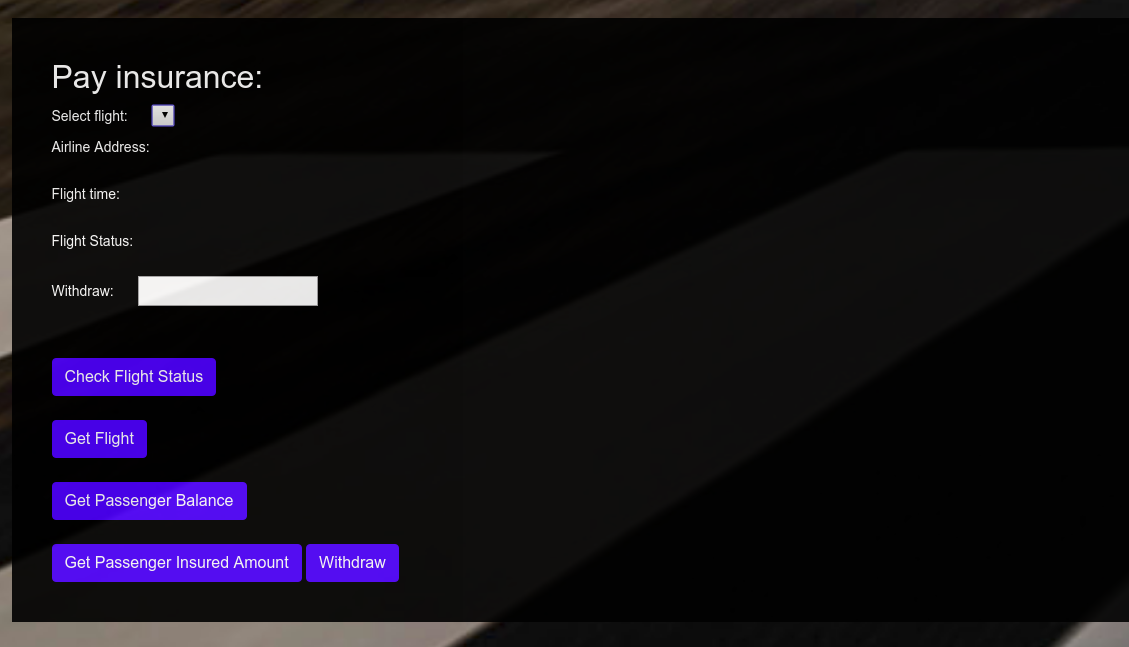 Pay insurance:
Select flight:
Airline Address:
Flight time:
Flight Status:
Withdraw:
Check Flight Status
Get Flight
Get Passenger Balance
Get Passenger Insured Amount Withdraw